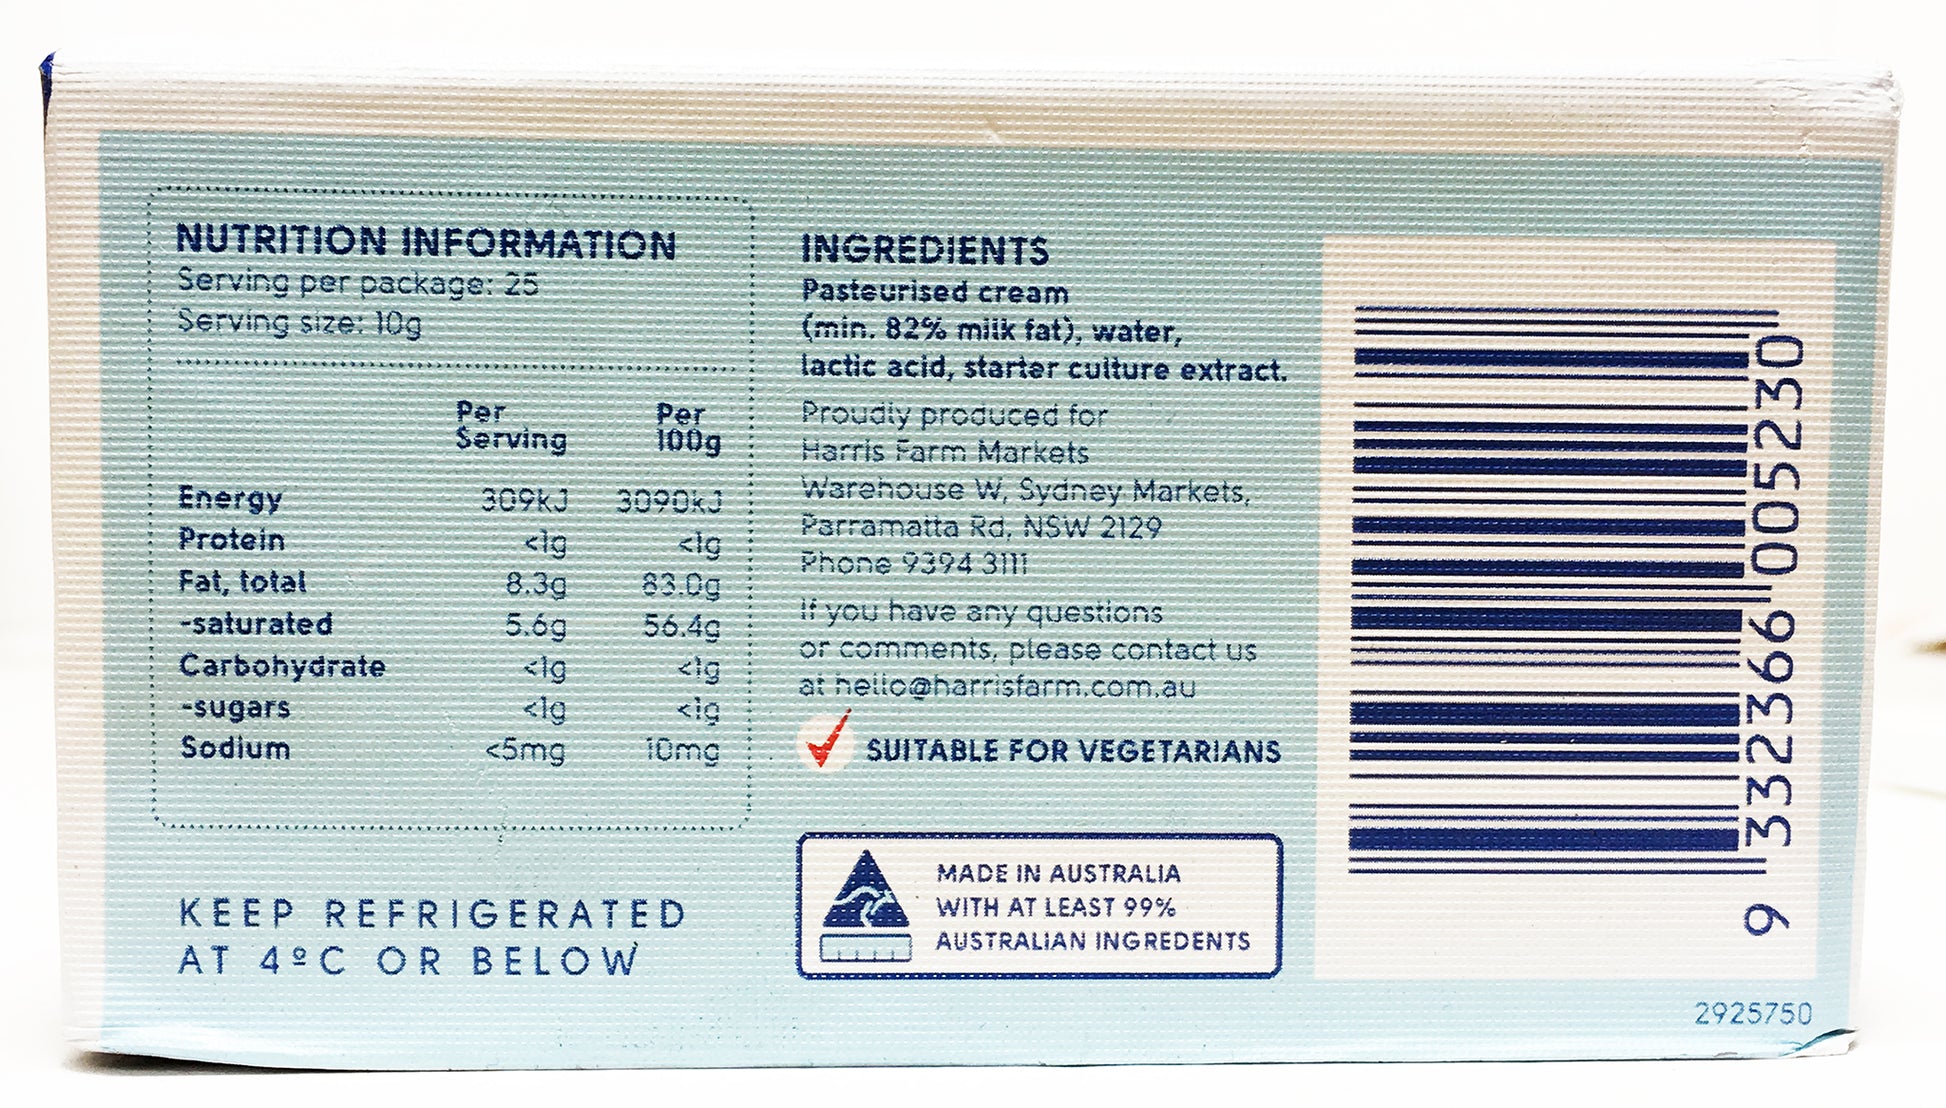 NUTRITION INFORMATION
Serving per package: 25
Serving size: 10g
Per Serving Per 100g
Energy 309kJ 3090kJ
Protein <1g <1g
Fat, total 8.3g 83.0g
-saturated 5.6g 56.4g
Carbohydrate <1g <1g
-sugars <1g <1g
Sodium <5mg 10mg
KEEP REFRIGERATED
AT 4ºC OR BELOW
INGREDIENTS
Pasteurised cream
(min. 82% milk fat), water,
lactic acid, starter culture extract.
Proudly produced for
Harris Farm Markets
Warehouse W, Sydney Markets,
Parramatta Rd, NSW 2129
Phone 9394 3111
If you have any questions
or comments, please contact us
at hello@harrisfarm.com.au
SUITABLE FOR VEGETARIANS
MADE IN AUSTRALIA
WITH AT LEAST 99%
AUSTRALIAN INGREDENTS
9 332366 005230
2925750